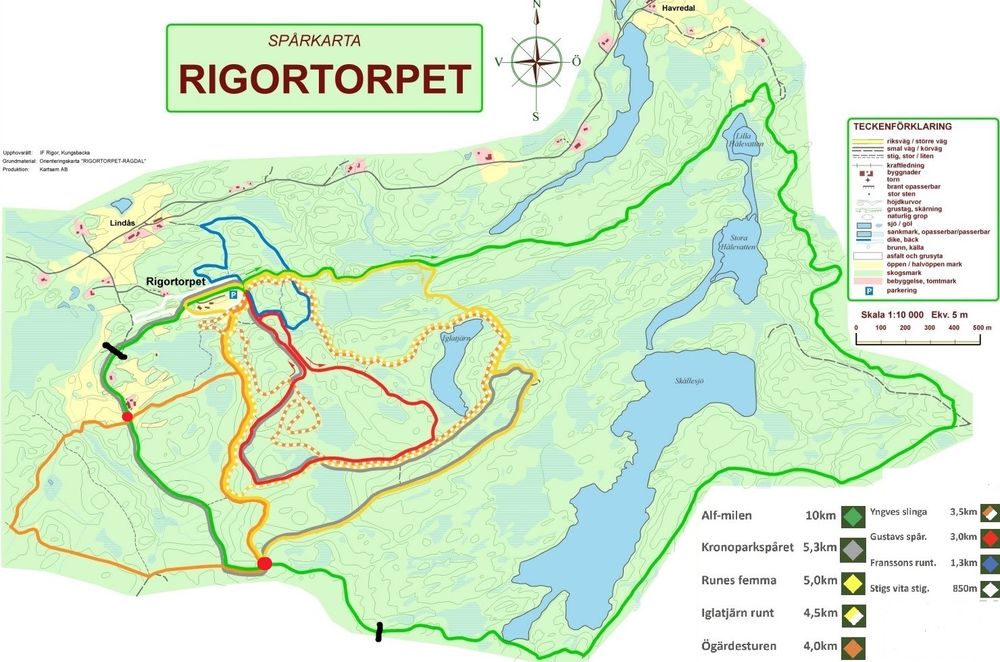 SPÅRKARTA
RIGORTORPET
N
V
Ö
S
Havredal
Upphovsrätt: IF Rigor, Kungsbacka
Grundmaterial: Orienteringskarta "RIGORTORPET-RÅGDAL"
Produktion: Kartsam AB
Lindås
Rigortorpet
P
Iglatjärn
Lilla
Hålevatten
Stora
Hålevatten
Skällesjö
TECKENFÖRKLARING
riksväg / större väg
smal väg / körväg
stig, stor / liten
kraftledning
byggnader
torn
brant opasserbar
stor sten
höjdkurvor
grustag, skärning
naturlig grop
sjö / göl
sankmark, opasserbar/passerbar
dike, bäck
brunn, källa
asfalt och grusyta
öppen / halvöppen mark
skogsmark
bebyggelse, tomtmark
P parkering
Skala 1:10 000 Ekv. 5 m
0 100 200 300 400 500 m
Alf-milen 10km
Kronoparkspåret 5,3km
Runes femma 5,0km
Iglatjärn runt 4,5km
Ögärdesturen 4,0km
Yngves slinga 3,5km
Gustavs spår. 3,0km
Franssons runt. 1,3km
Stigs vita stig. 850m